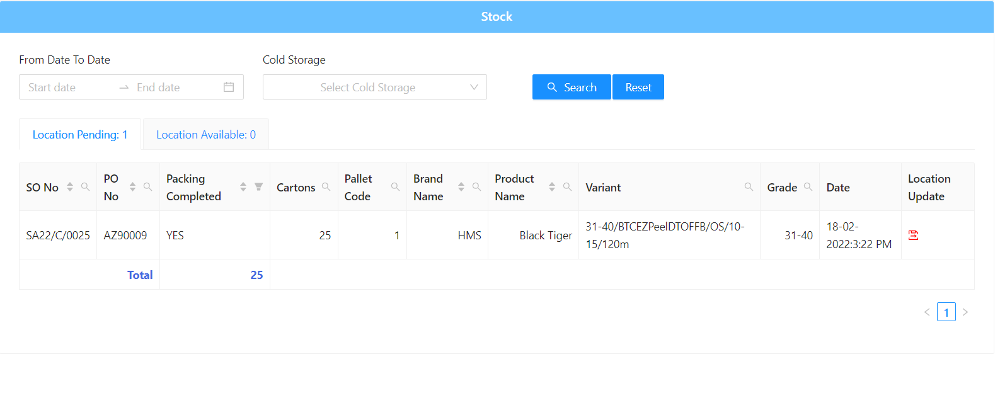 Stock
From Date To Date
Cold Storage
Start date
End date
Select Cold Storage
Search
Reset
Location Pending: 1
Location Available: 0
SO No
PO
No
Packing
Completed
Cartons
Pallet
Code
Brand
Name
Product
Name
Variant
Grade
Date
Location
Update
SA22/C/0025
AZ90009
YES
25
1
HMS
Black Tiger
31-40/BTCEZPeelDTOFFB/OS/10-
15/120m
31-40
18-02-
2022:3:22 PM
Total
25
1